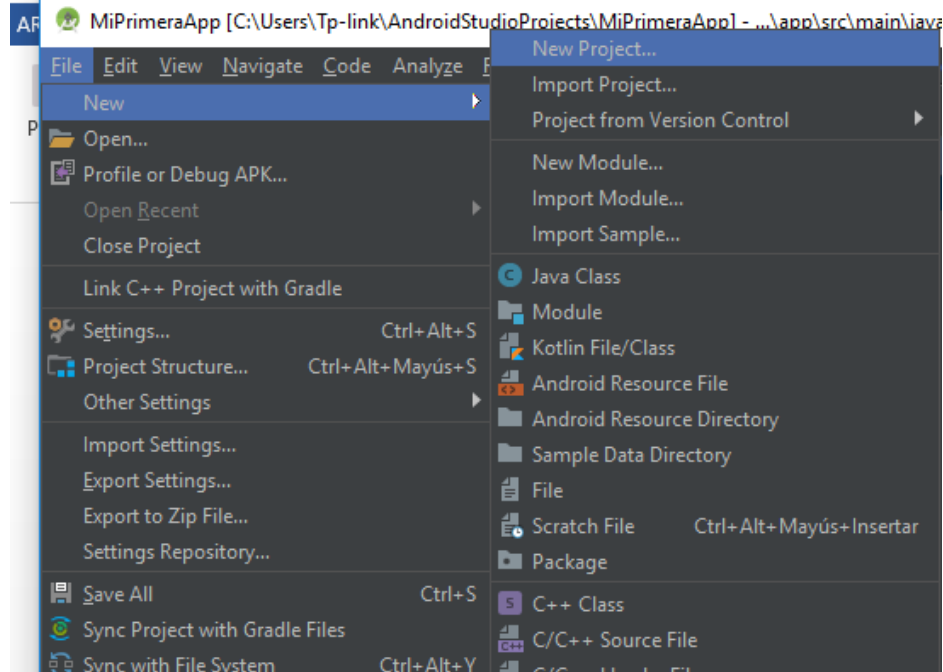 MiPrimeraApp [C:\Users\Tp-link\AndroidStudioProjects\MiPrimeraApp] - ...\app\src\main\java
File Edit View Navigate Code Analyze
New
Open...
Profile or Debug APK...
Open Recent
Close Project
Link C++ Project with Gradle
Settings... Ctrl+Alt+S
Project Structure... Ctrl+Alt+Mayús+S
Other Settings
Import Settings...
Export Settings...
Export to Zip File...
Settings Repository...
Save All Ctrl+S
Sync Project with Gradle Files
Sync with File System Ctrl+Alt+Y
New Project...
Import Project...
Project from Version Control
New Module...
Import Module...
Import Sample...
Java Class
Module
Kotlin File/Class
Android Resource File
Android Resource Directory
Sample Data Directory
File
Scratch File Ctrl+Alt+Mayús+Insertar
Package
C++ Class
C/C++ Source File